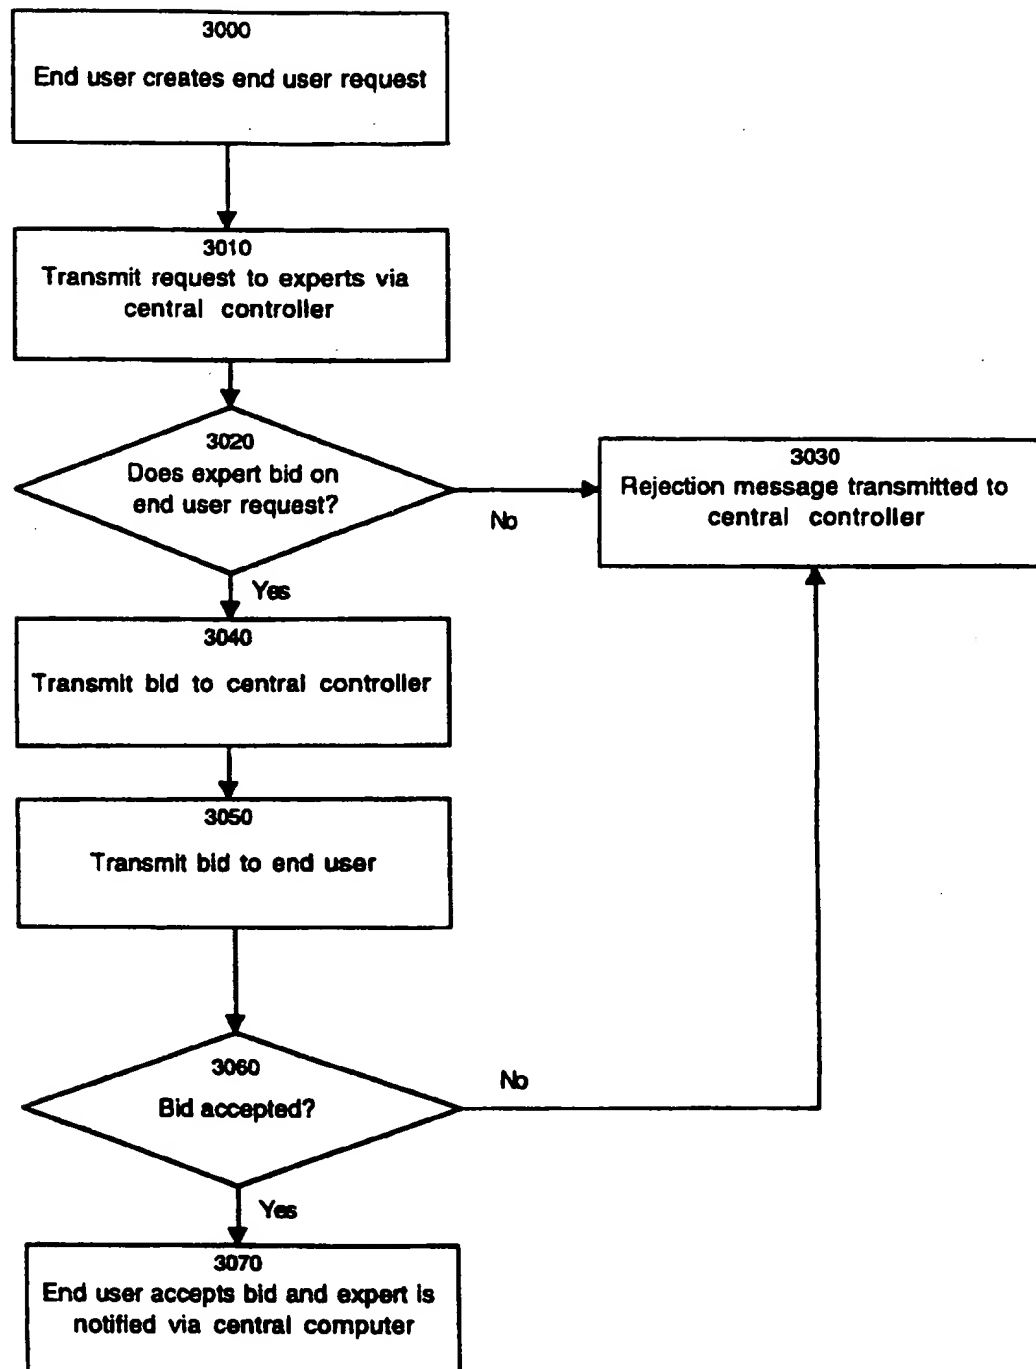 3000
End user creates end user request
3010
Transmit request to experts via
central controller
3020
Does expert bid on
end user request?
No
3030
Rejection message transmitted to
central controller
Yes
3040
Transmit bid to central controller
3050
Transmit bid to end user
3060
Bid accepted?
No
Yes
3070
End user accepts bid and expert is
notified via central computer